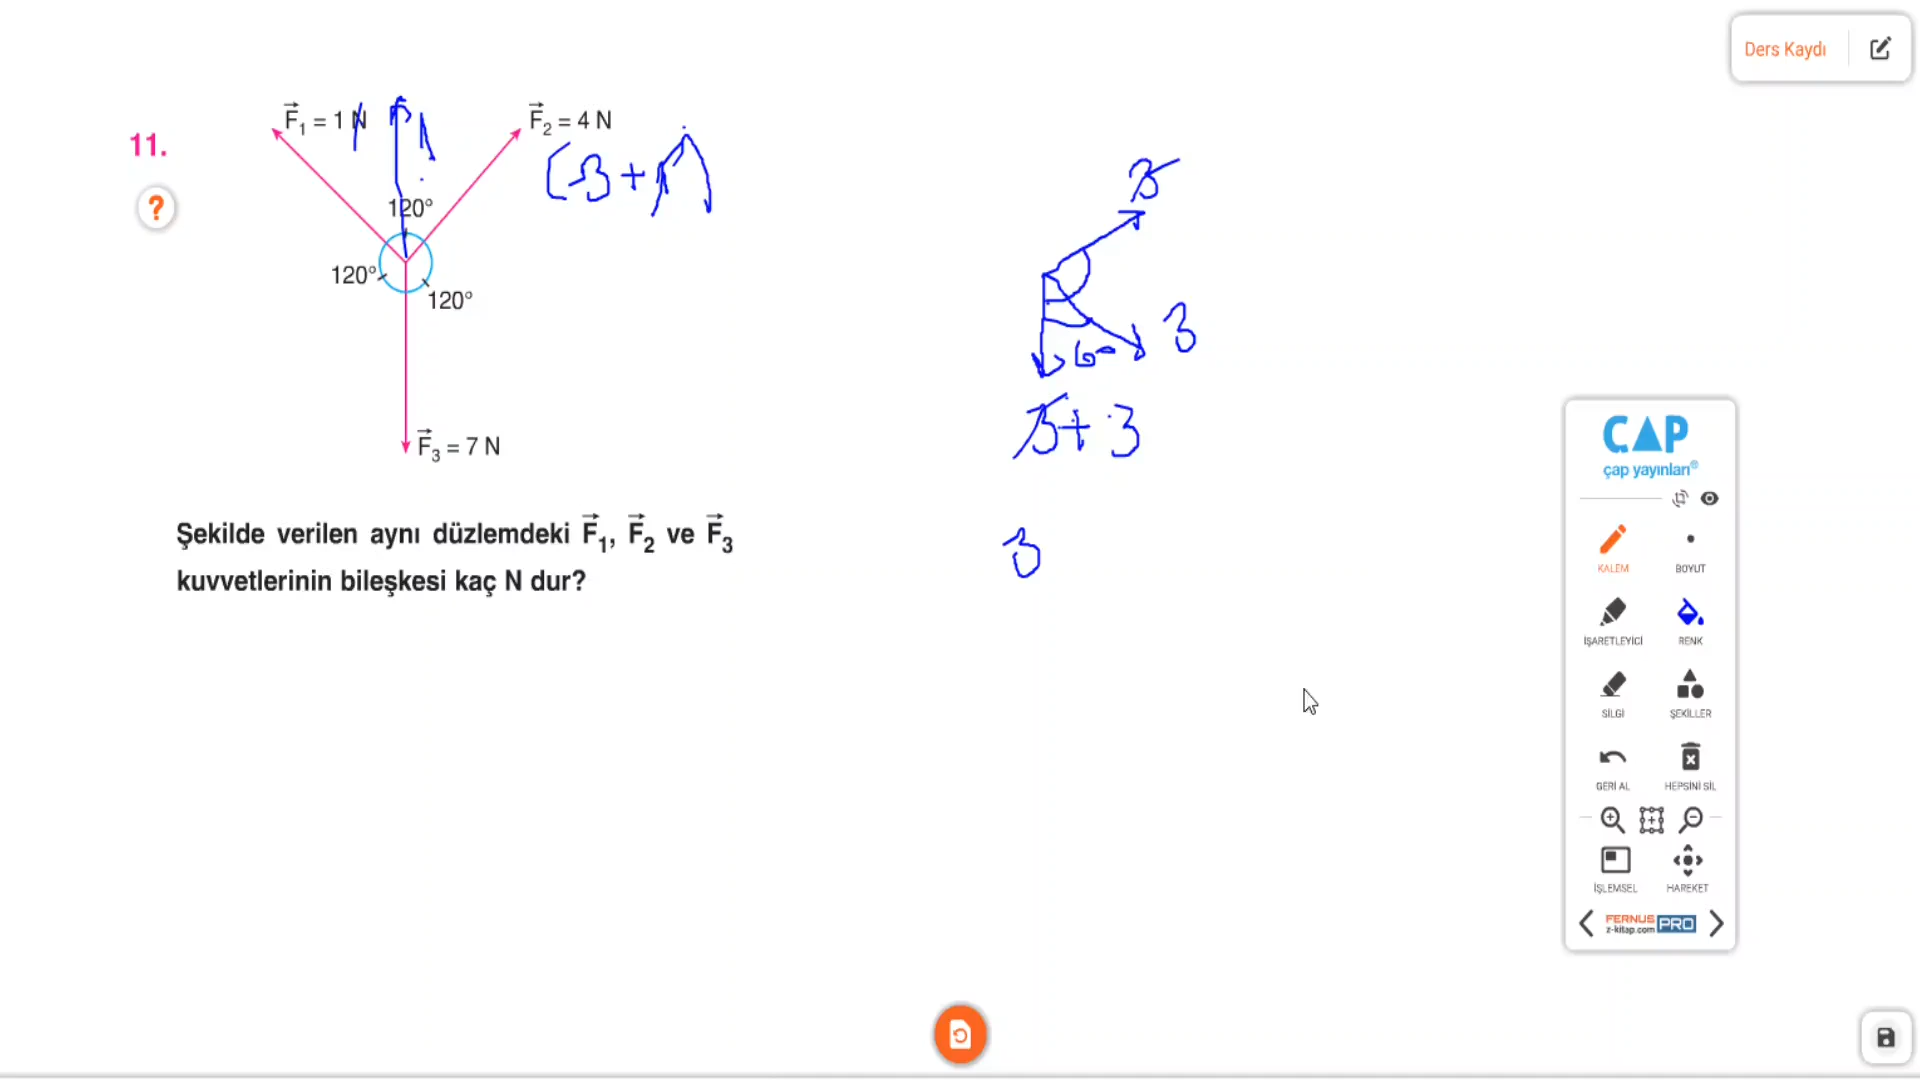 Ders Kaydı
11.
F₁ = 1 N
F₂ = 4 N
(3+1)
1
120°
120°
120°
F₃ = 7 N
3
3
60
3+3
3
Şekilde verilen aynı düzlemdeki F₁, F₂ ve F₃
kuvvetlerinin bileşkesi kaç N dur?
?
ÇAP
çap yayınları®
KALEM
BOYUT
İŞARETLEYİCİ
RENK
SİLGİ
ŞEKİLLER
GERİ AL
HEPSİNİ SİL
İŞLEMSEL
HAREKET
FERNUS
z-kitap.com
PRO